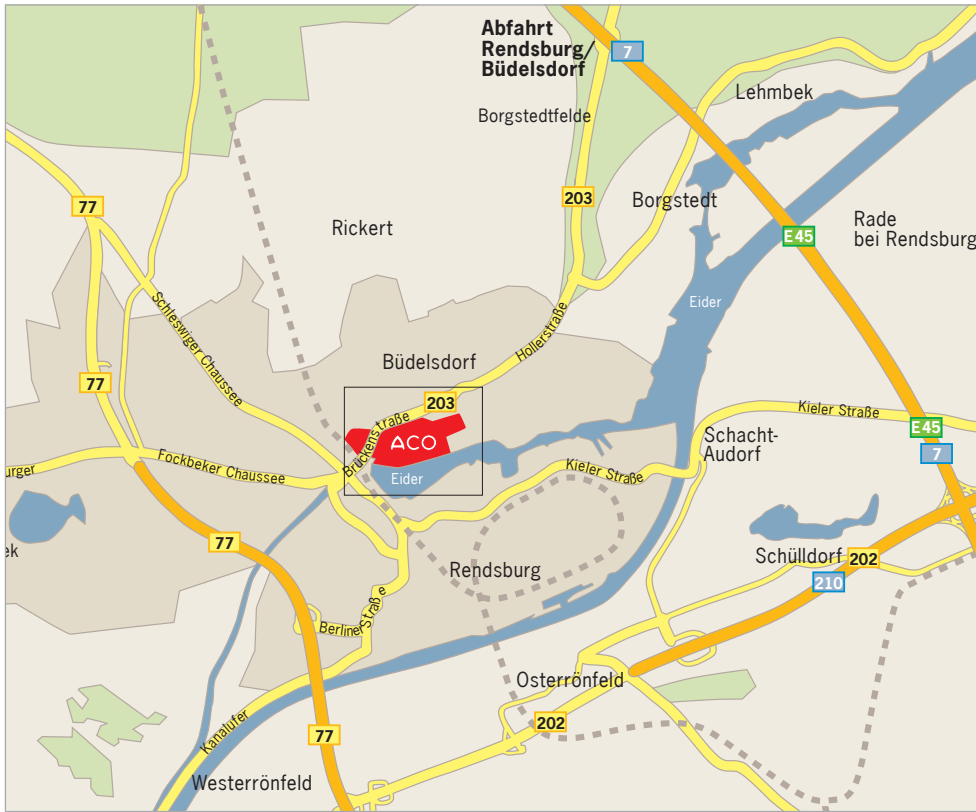 Abfahrt
Rendsburg/
Büdelsdorf
7
Lehmbek
Borgstedtfelde
203
Borgstedt
77
Rickert
E45
Rade
bei Rendsburg
Eider
Schleswiger Chaussee
Hollerstraße
Büdelsdorf
77
203
Brückenstraße
ACO
Kieler Straße
E45
Schacht-
Audorf
7
urger
Fockbeker Chaussee
Eider
Kieler Straße
ek
77
Rendsburg
Schülldorf
202
210
Berliner Straße
Osterrönfeld
Kanalufer
202
77
Westerrönfeld